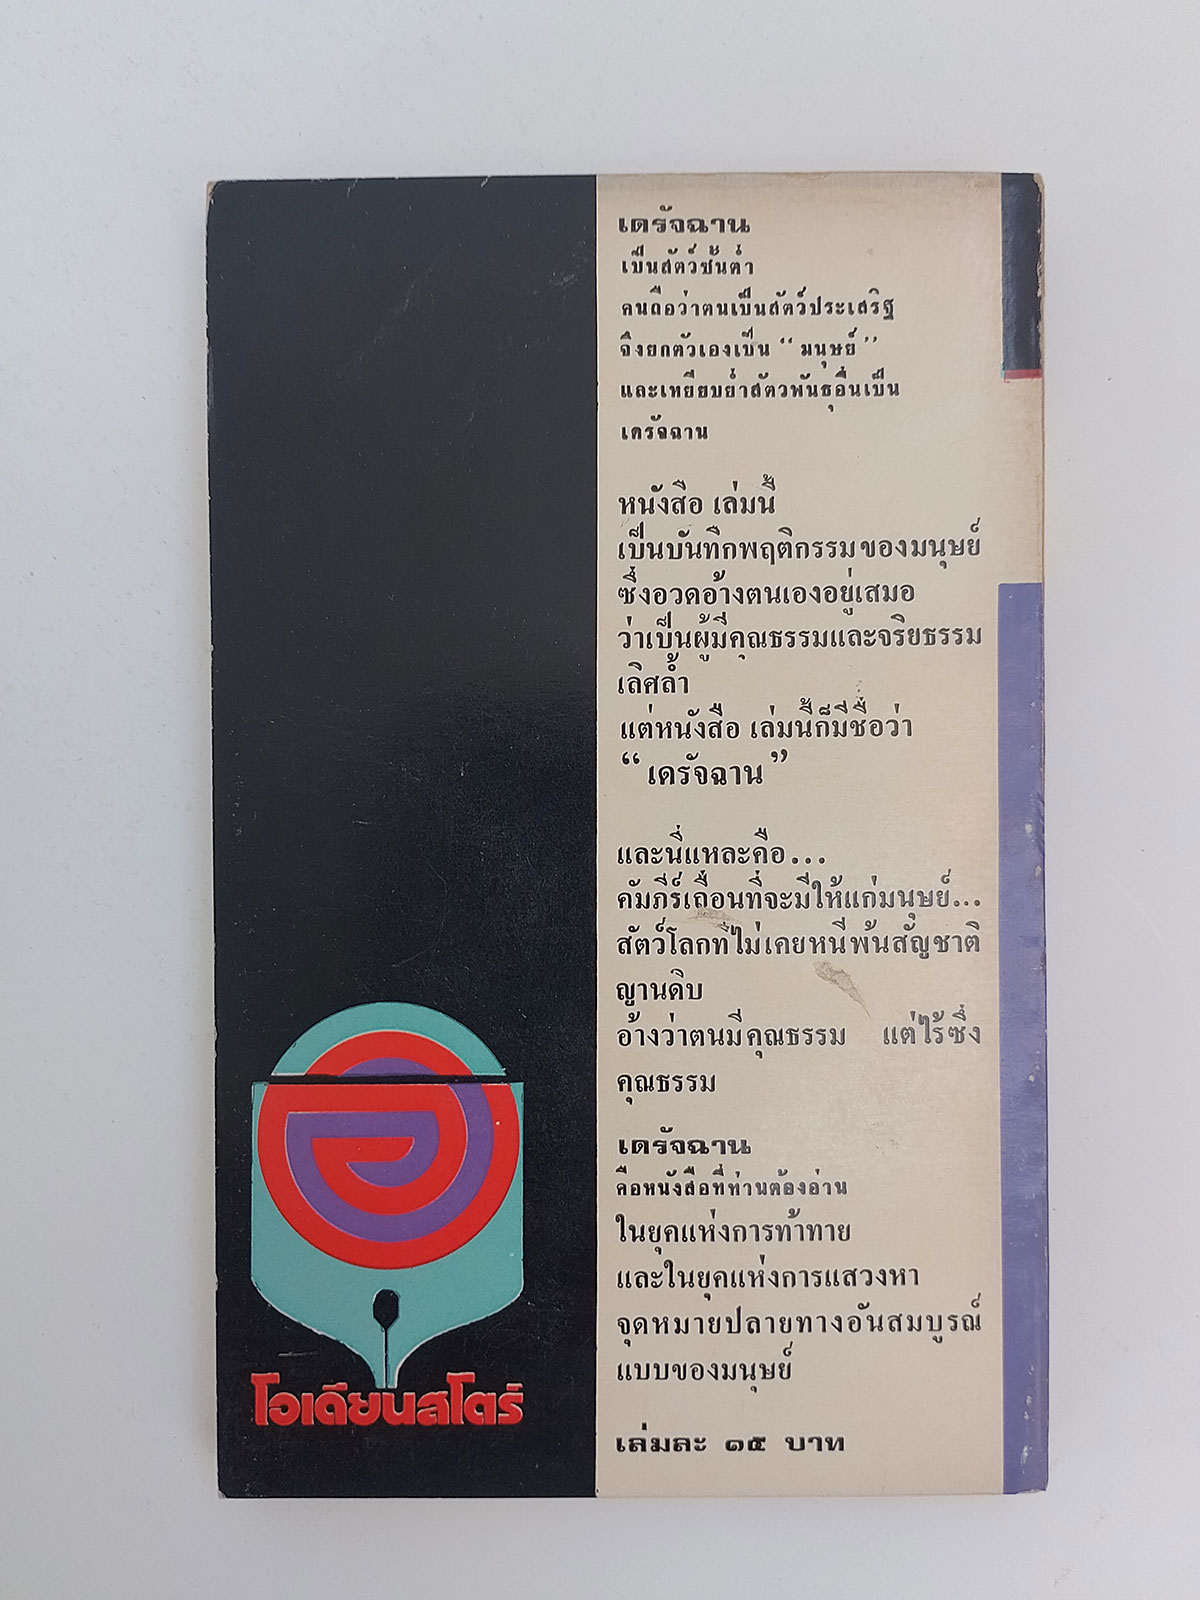 เดรัจฉาน
เป็นสัตว์ชั้นต่ำ
คนถือว่าตนเป็นสัตว์ประเสริฐ
จึงยกตัวเองเป็น “ มนุษย์ ”
และเหยียบย่ำสัตวพันธุอื่นเป็น
เดรัจฉาน
หนังสือ เล่มนี้
เป็นบันทึกพฤติกรรมของมนุษย์
ซึ่งอวดอ้างตนเองอยู่เสมอ
ว่าเป็นผู้มีคุณธรรมและจริยธรรม
เลิศล้ำ
แต่หนังสือ เล่มนี้ก็มีชื่อว่า
“ เดรัจฉาน ”
และนี่แหละคือ...
คัมภีร์เถื่อนที่จะมีให้แก่มนุษย์...
สัตว์โลกที่ไม่เคยหนีพ้นสัญชาติ
ญานดิบ
อ้างว่าตนมีคุณธรรม แต่ไร้ซึ่ง
คุณธรรม
เดรัจฉาน
คือหนังสือที่ท่านต้องอ่าน
ในยุคแห่งการท้าทาย
และในยุคแห่งการแสวงหา
จุดหมายปลายทางอันสมบูรณ์
แบบของมนุษย์
เล่มละ ๑๕ บาท
โอเดียนสโตร์